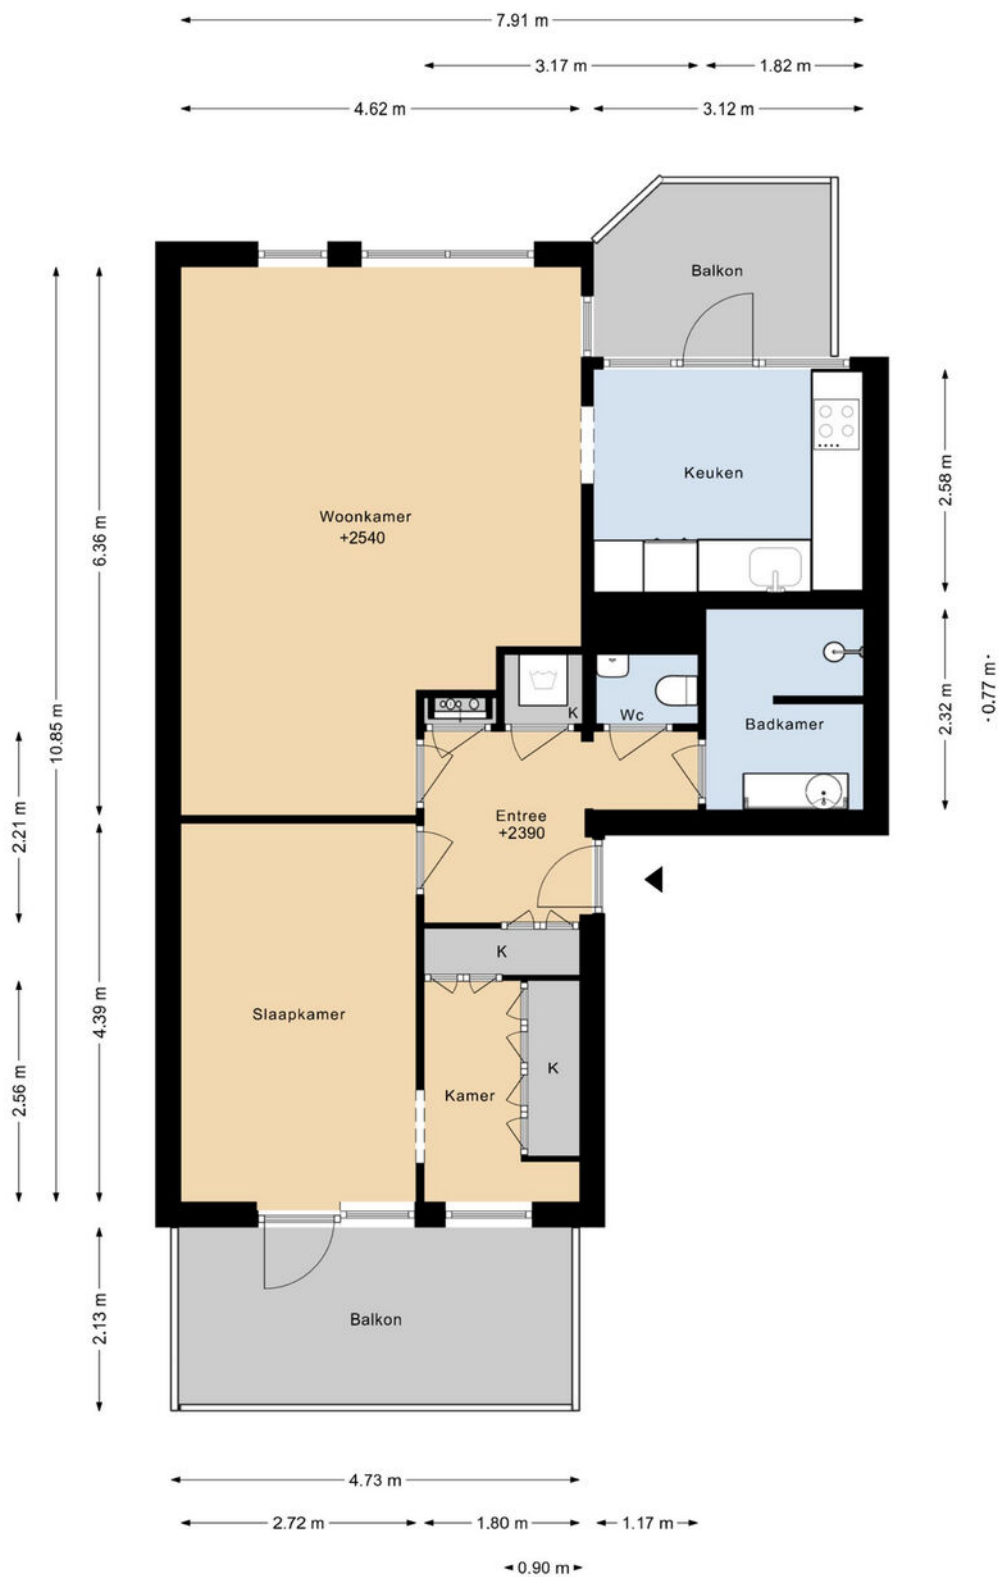 7.91 m
3.17 m
1.82 m
4.62 m
3.12 m
Balkon
Keuken
2.58 m
Woonkamer
+2540
6.36 m
10.85 m
2.32 m
0.77 m
K
Wc
Badkamer
Entree
+2390
2.21 m
K
Slaapkamer
4.39 m
2.56 m
Kamer
K
Balkon
2.13 m
4.73 m
2.72 m
1.80 m
1.17 m
0.90 m